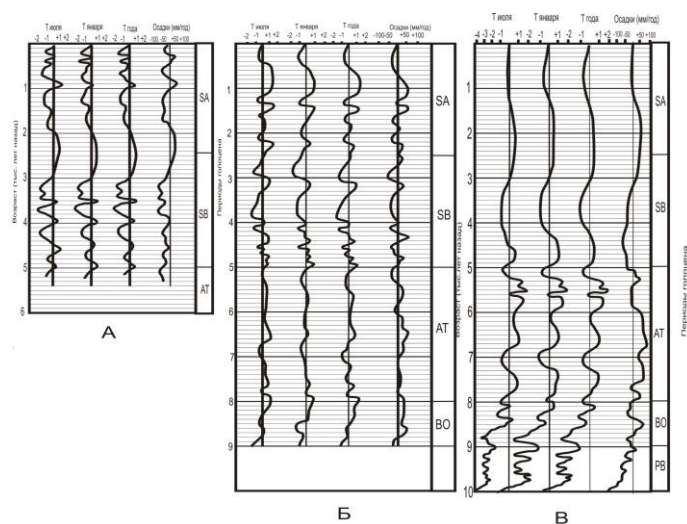 Т июля Т января Т года Осадки (мм/год)
-2 -1 +1 +2 -2 -1 +1 +2 -2 -1 +1 +2 -100 -50 +50 +100
Возраст (тыс. лет назад)
1
2
3
4
5
6
SA
SB
AT
Периоды голоцена
А
Т июля Т января Т года Осадки (мм/год)
-2 -1 +1 +2 -2 -1 +1 +2 -2 -1 +1 +2 -100 -50 +50 +100
1
2
3
4
5
6
7
8
9
SA
SB
AT
BO
Б
Т июля Т января Т года Осадки (мм/год)
-4 -3 -2 -1 +1 +2 -2 -1 +1 +2 -2 -1 +1 +2 -100 -50 +50 +100
Возраст (тыс. лет назад)
1
2
3
4
5
6
7
8
9
10
SA
SB
AT
BO
PB
Периоды голоцена
В